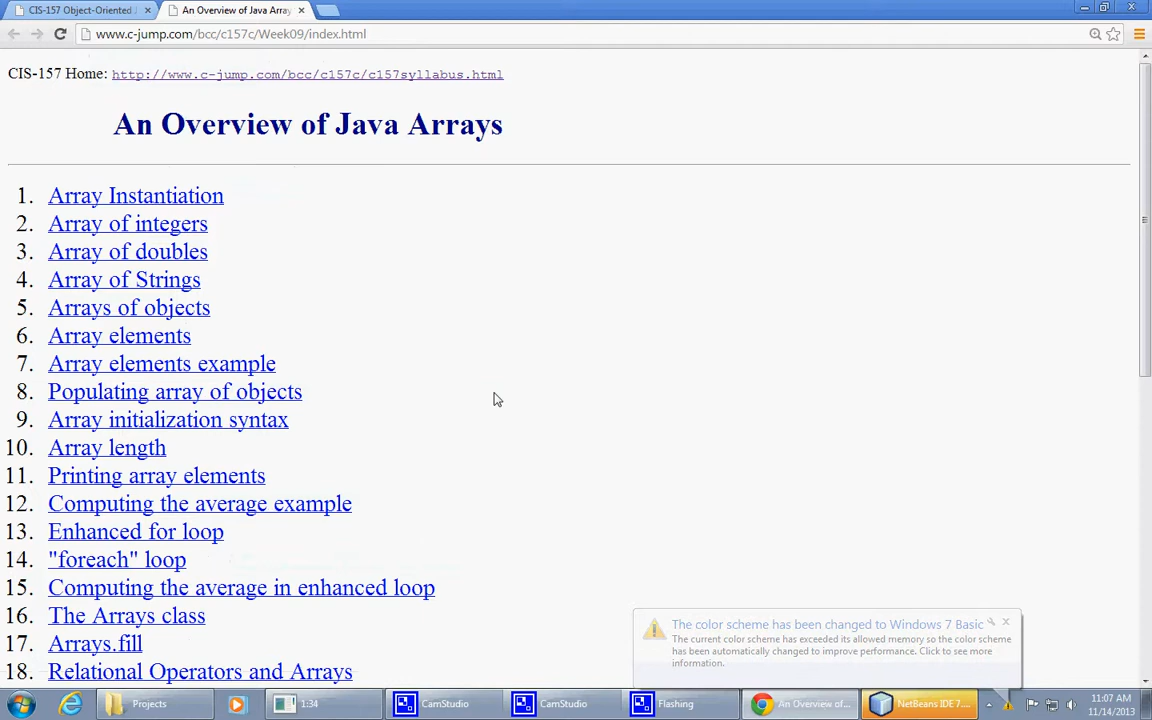 CIS-157 Object-Oriented J
An Overview of Java Array
www.c-jump.com/bcc/c157c/Week09/index.html
CIS-157 Home: http://www.c-jump.com/bcc/c157c/c157syllabus.html
An Overview of Java Arrays
1. Array Instantiation
2. Array of integers
3. Array of doubles
4. Array of Strings
5. Arrays of objects
6. Array elements
7. Array elements example
8. Populating array of objects
9. Array initialization syntax
10. Array length
11. Printing array elements
12. Computing the average example
13. Enhanced for loop
14. "foreach" loop
15. Computing the average in enhanced loop
16. The Arrays class
17. Arrays.fill
18. Relational Operators and Arrays
The color scheme has been changed to Windows 7 Basic
The current color scheme has exceeded its allowed memory so the color scheme
has been automatically changed to improve performance. Click to see more
information.
Projects
1:34
CamStudio
CamStudio
Flashing
An Overview of...
NetBeans IDE 7....
11:07 AM
11/14/2013